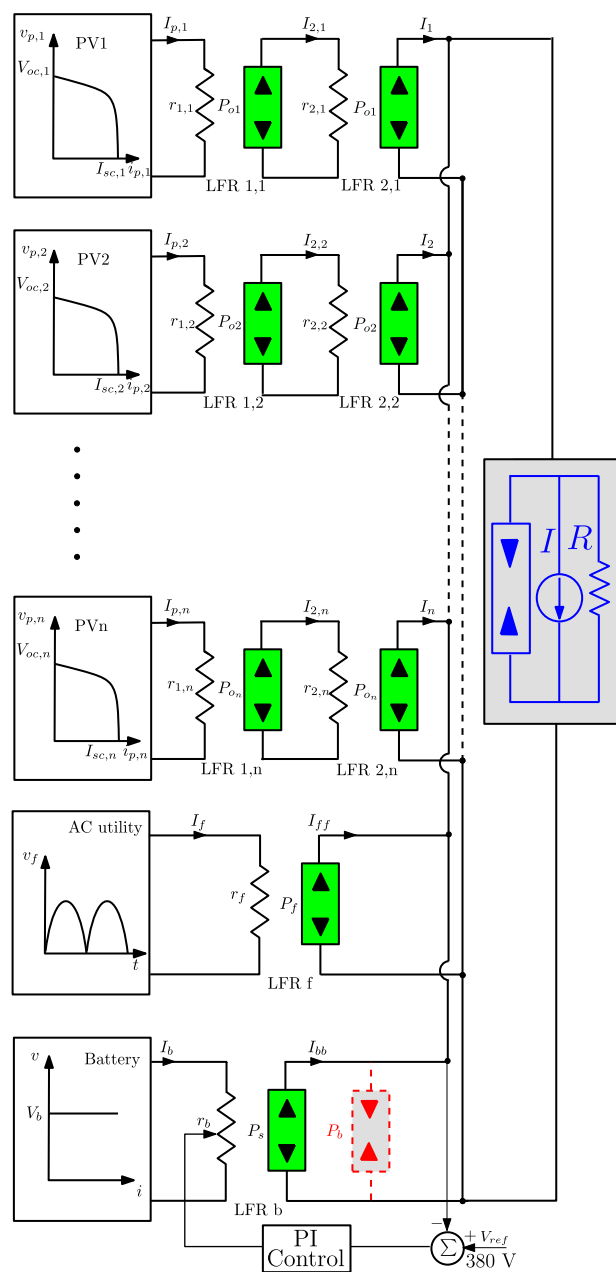 v_{p,1} PV1 I_{p,1} I_{2,1} I_1
V_{oc,1}
r_{1,1} P_{o1} r_{2,1} P_{o1}
I_{sc,1} i_{p,1}
LFR 1,1 LFR 2,1
v_{p,2} PV2 I_{p,2} I_{2,2} I_2
V_{oc,2}
r_{1,2} P_{o2} r_{2,2} P_{o2}
I_{sc,2} i_{p,2}
LFR 1,2 LFR 2,2
I R
v_{p,n} PVn I_{p,n} I_{2,n} I_n
V_{oc,n}
r_{1,n} P_{o_n} r_{2,n} P_{o_n}
I_{sc,n} i_{p,n}
LFR 1,n LFR 2,n
AC utility I_f I_{ff}
v_f
r_f P_f
t
LFR f
v Battery I_b I_{bb}
V_b r_b P_s P_b
i
LFR b
PI
Control
− Σ + V_{ref}
380 V